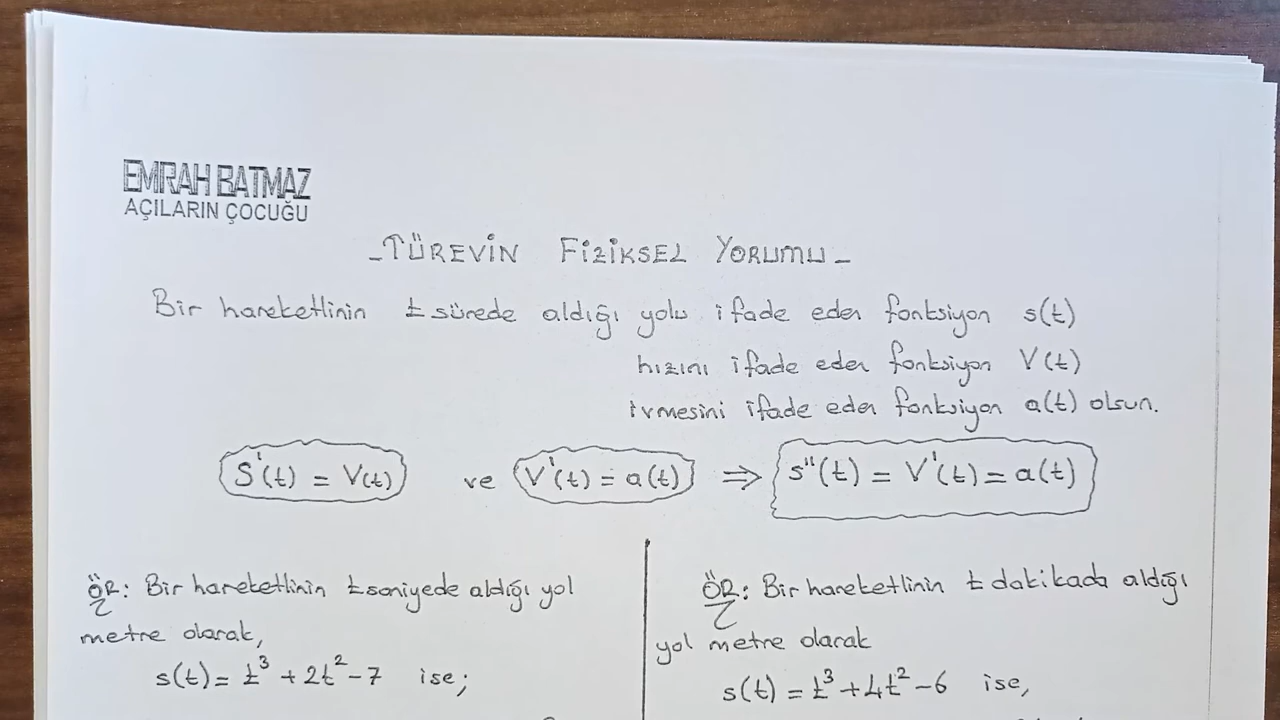 EMRAH BATMAZ
AÇILARIN ÇOCUĞU
-TÜREVİN FİZİKSEL YORUMU-
Bir hareketlinin t sürede aldığı yolu ifade eden fonksiyon s(t)
hızını ifade eden fonksiyon V(t)
ivmesini ifade eden fonksiyon a(t) olsun.
S'(t) = V(t) ve V'(t) = a(t) ⇒ s''(t) = V'(t) = a(t)
ÖR: Bir hareketlinin t saniyede aldığı yol
metre olarak,
s(t) = t³ + 2t² - 7 ise;
ÖR: Bir hareketlinin t dakikada aldığı
yol metre olarak
s(t) = t³ + 4t² - 6 ise,